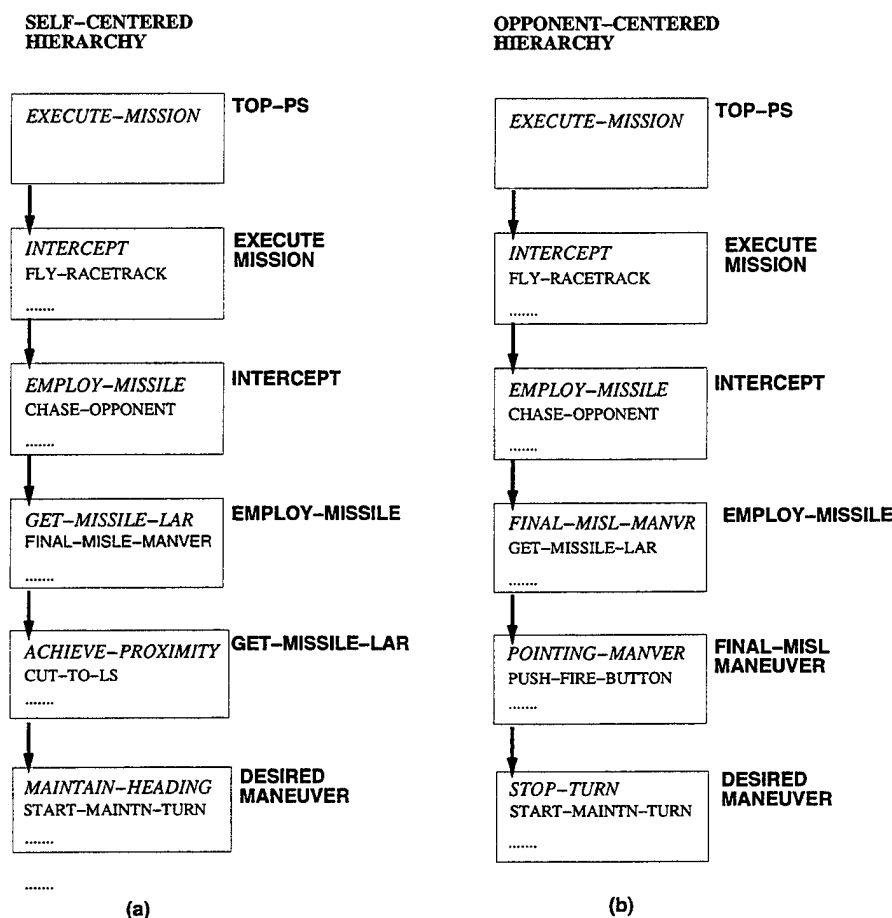 SELF–CENTERED
HIERARCHY
EXECUTE–MISSION
TOP–PS
INTERCEPT
FLY–RACETRACK
.......
EXECUTE
MISSION
EMPLOY–MISSILE
CHASE–OPPONENT
.......
INTERCEPT
GET–MISSILE–LAR
FINAL–MISLE–MANVER
.......
EMPLOY–MISSILE
ACHIEVE–PROXIMITY
CUT–TO–LS
.......
GET–MISSILE–LAR
MAINTAIN–HEADING
START–MAINTN–TURN
.......
DESIRED
MANEUVER
.......
(a)
OPPONENT–CENTERED
HIERARCHY
EXECUTE–MISSION
TOP–PS
INTERCEPT
FLY–RACETRACK
.......
EXECUTE
MISSION
EMPLOY–MISSILE
CHASE–OPPONENT
.......
INTERCEPT
FINAL–MISL–MANVR
GET–MISSILE–LAR
.......
EMPLOY–MISSILE
POINTING–MANVER
PUSH–FIRE–BUTTON
.......
FINAL–MISL
MANEUVER
STOP–TURN
START–MAINTN–TURN
.......
DESIRED
MANEUVER
(b)